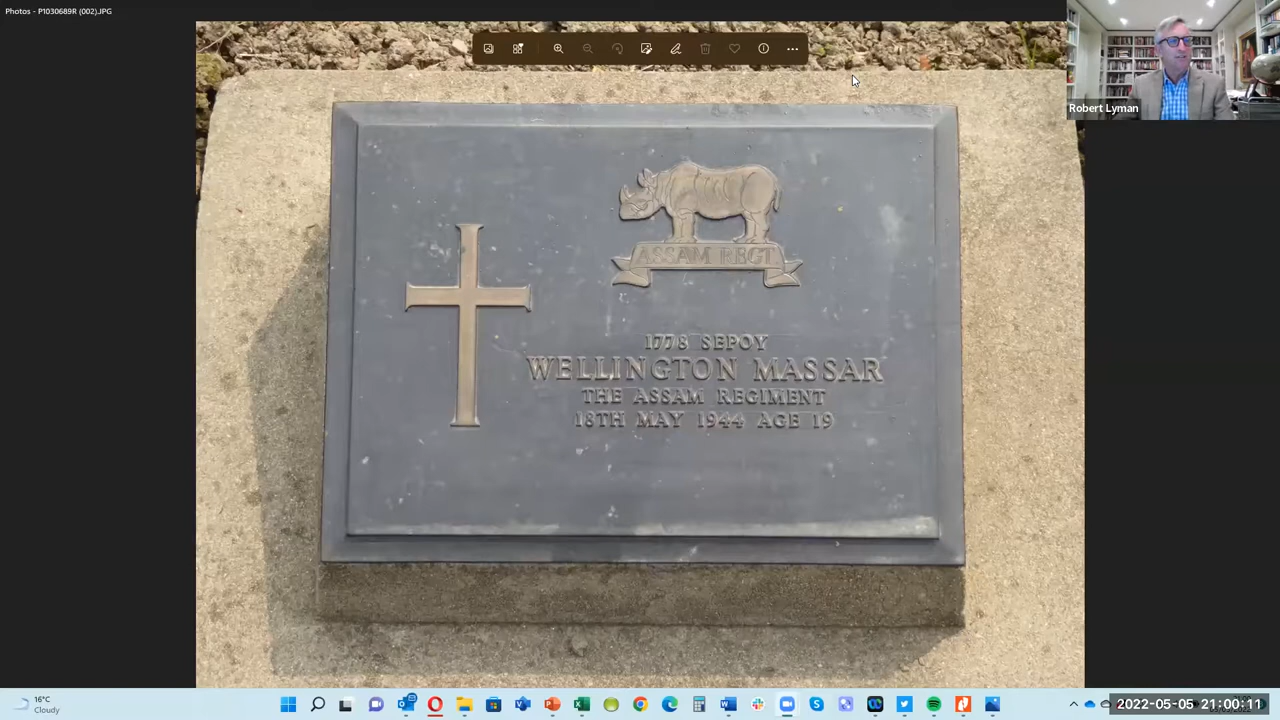 Photos - P1030689R (002).JPG
Robert Lyman
ASSAM REGT.
1778 SEPOY
WELLINGTON MASSAR
THE ASSAM REGIMENT
18TH MAY 1944 AGE 19
16°C
Cloudy
2022-05-05 21:00:11